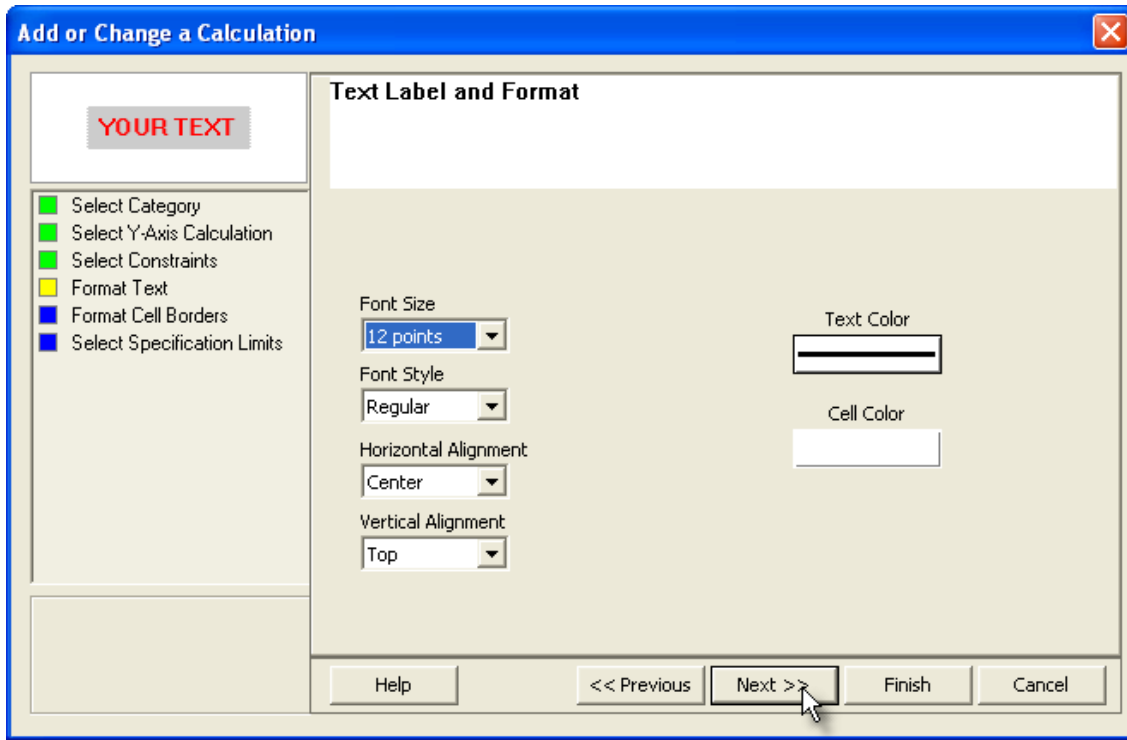 Add or Change a Calculation
YOUR TEXT
Select Category
Select Y-Axis Calculation
Select Constraints
Format Text
Format Cell Borders
Select Specification Limits
Text Label and Format
Font Size
12 points
Font Style
Regular
Horizontal Alignment
Center
Vertical Alignment
Top
Text Color
Cell Color
Help
<< Previous
Next >>
Finish
Cancel